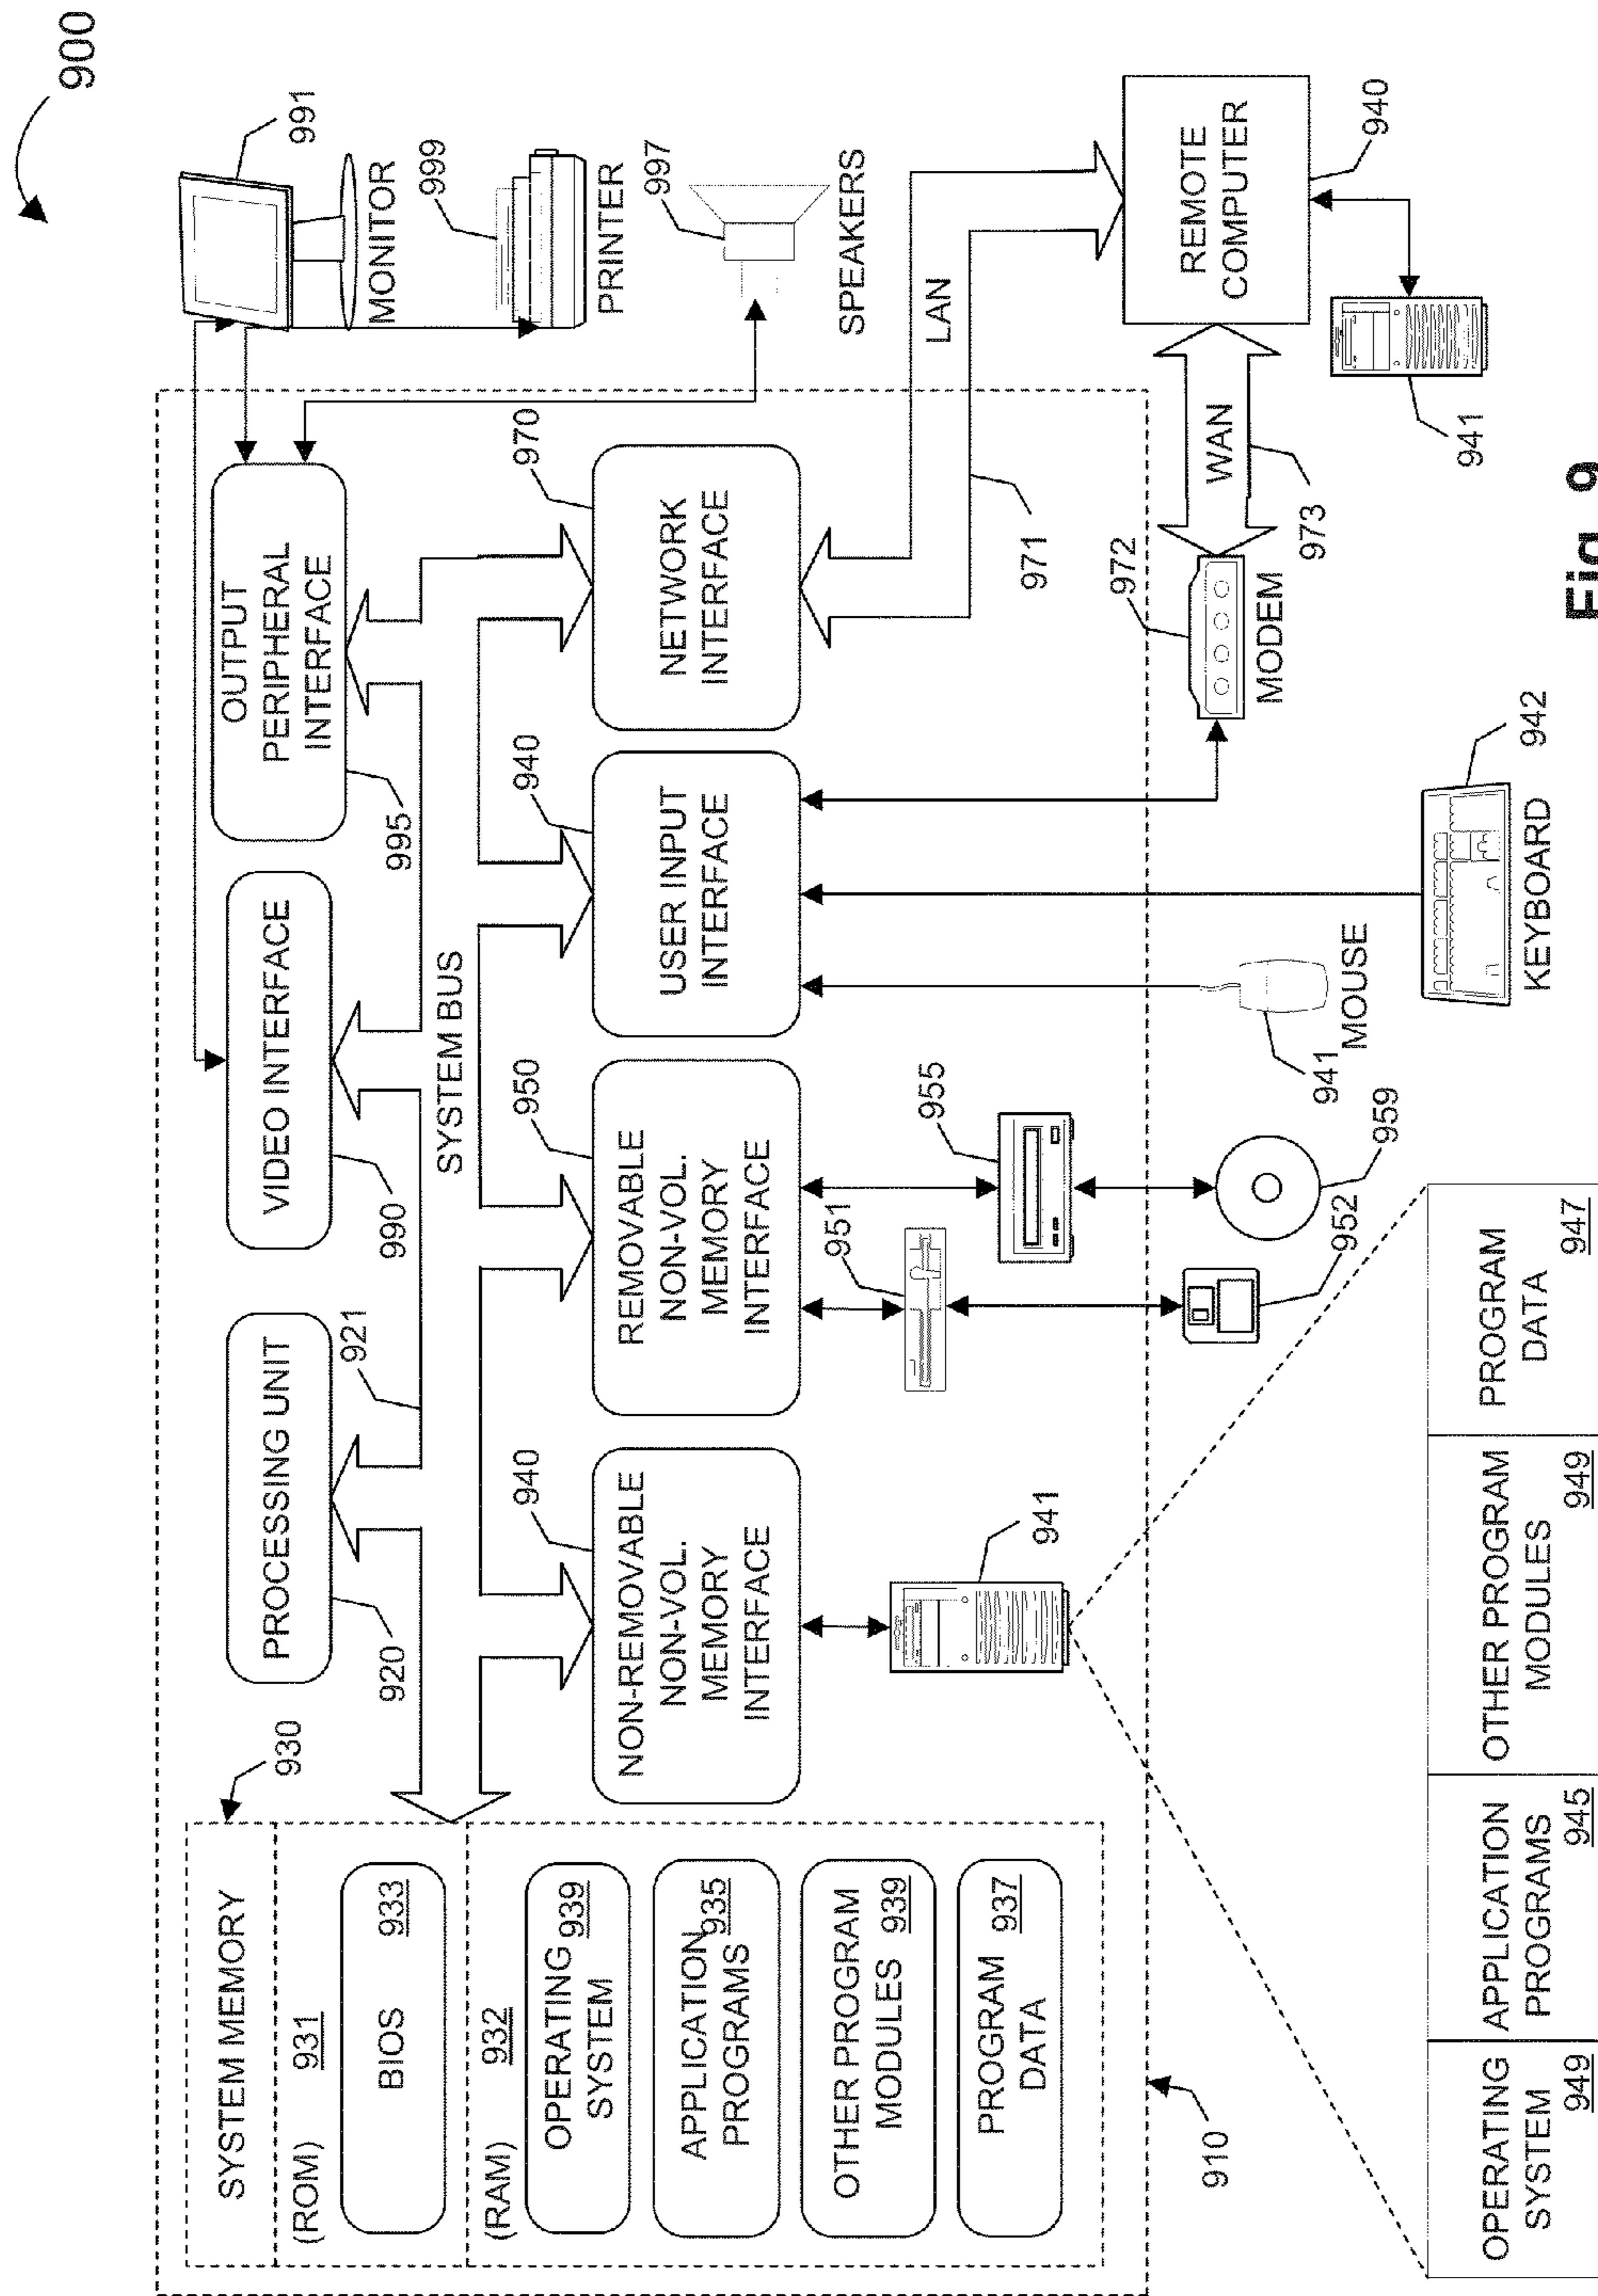 900
SYSTEM MEMORY
930
(ROM) 931
BIOS 933
(RAM) 932
OPERATING
SYSTEM
939
APPLICATION
PROGRAMS
935
OTHER PROGRAM
MODULES
939
PROGRAM
DATA
937
PROCESSING UNIT
920
921
VIDEO INTERFACE
990
OUTPUT
PERIPHERAL
INTERFACE
995
SYSTEM BUS
991
MONITOR
999
PRINTER
997
SPEAKERS
940
NON-REMOVABLE
NON-VOL.
MEMORY
INTERFACE
950
REMOVABLE
NON-VOL.
MEMORY
INTERFACE
940
USER INPUT
INTERFACE
970
NETWORK
INTERFACE
LAN
941
951
955
952
959
941
MOUSE
942
KEYBOARD
971
972
MODEM
WAN
973
REMOTE
COMPUTER
940
941
910
OPERATING
SYSTEM
949
APPLICATION
PROGRAMS
945
OTHER PROGRAM
MODULES
949
PROGRAM
DATA
947
Fig. 9